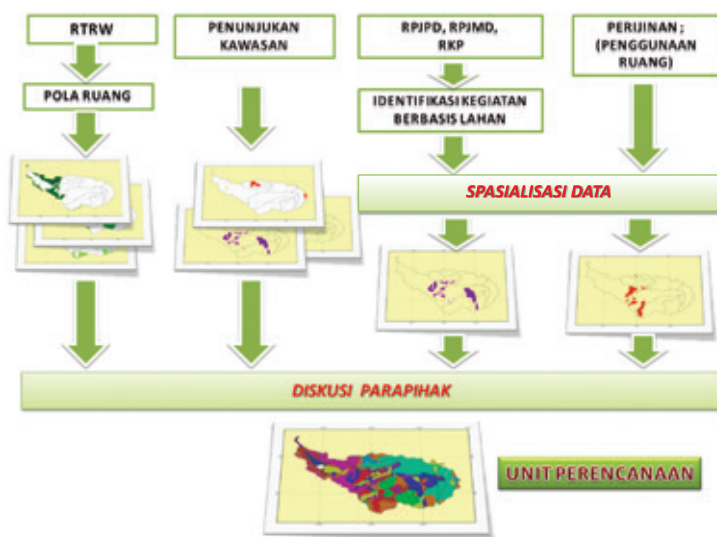 RTRW
PENUNJUKAN
KAWASAN
RPJPD, RPJMD,
RKP
PERIJINAN ;
(PENGGUNAAN
RUANG)
POLA RUANG
IDENTIFIKASI KEGIATAN
BERBASIS LAHAN
SPASIALISASI DATA
DISKUSI PARAPIHAK
UNIT PERENCANAAN